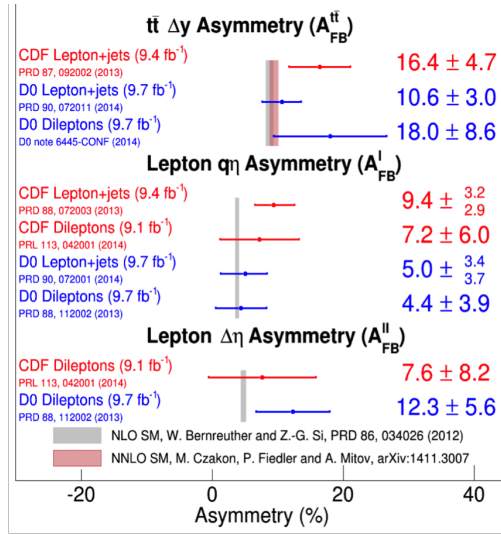 tt̄ Δy Asymmetry (A_FB^tt̄)
CDF Lepton+jets (9.4 fb⁻¹) 16.4 ± 4.7
PRD 87, 092002 (2013)
D0 Lepton+jets (9.7 fb⁻¹) 10.6 ± 3.0
PRD 90, 072011 (2014)
D0 Dileptons (9.7 fb⁻¹) 18.0 ± 8.6
D0 note 6445-CONF (2014)
Lepton qη Asymmetry (A_FB^l)
CDF Lepton+jets (9.4 fb⁻¹) 9.4 ± 3.2 2.9
PRD 88, 072003 (2013)
CDF Dileptons (9.1 fb⁻¹) 7.2 ± 6.0
PRL 113, 042001 (2014)
D0 Lepton+jets (9.7 fb⁻¹) 5.0 ± 3.4 3.7
PRD 90, 072001 (2014)
D0 Dileptons (9.7 fb⁻¹) 4.4 ± 3.9
PRD 88, 112002 (2013)
Lepton Δη Asymmetry (A_FB^ll)
CDF Dileptons (9.1 fb⁻¹) 7.6 ± 8.2
PRL 113, 042001 (2014)
D0 Dileptons (9.7 fb⁻¹) 12.3 ± 5.6
PRD 88, 112002 (2013)
NLO SM, W. Bernreuther and Z.-G. Si, PRD 86, 034026 (2012)
NNLO SM, M. Czakon, P. Fiedler and A. Mitov, arXiv:1411.3007
-20 0 20 40
Asymmetry (%)